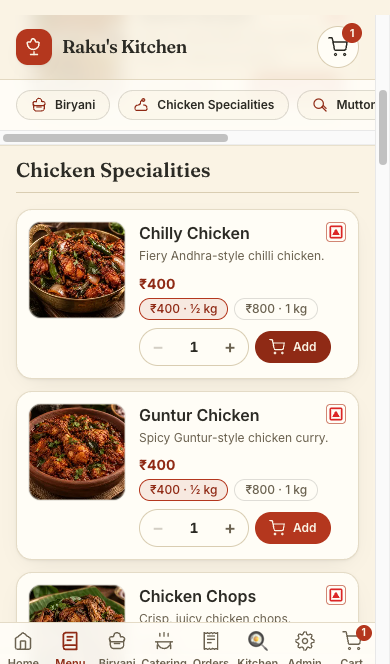 Raku's Kitchen
1
Biryani
Chicken Specialities
Mutton
Chicken Specialities
Chilly Chicken
Fiery Andhra-style chilli chicken.
₹400
₹400 · ½ kg
₹800 · 1 kg
− 1 +
Add
Guntur Chicken
Spicy Guntur-style chicken curry.
₹400
₹400 · ½ kg
₹800 · 1 kg
− 1 +
Add
Chicken Chops
Crisp, juicy chicken chops.
1
Home Menu Biryani Catering Orders Kitchen Admin Cart